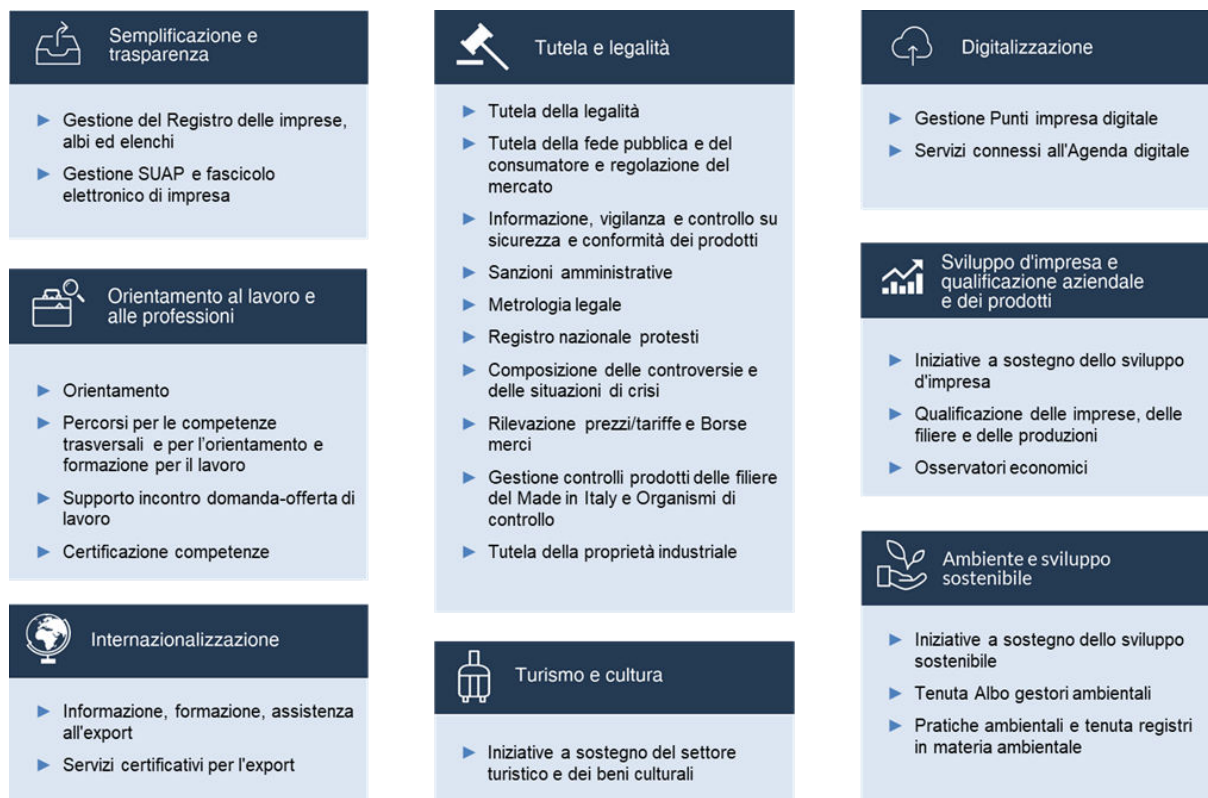 Semplificazione e
trasparenza
Gestione del Registro delle imprese,
albi ed elenchi
Gestione SUAP e fascicolo
elettronico di impresa
Orientamento al lavoro e
alle professioni
Orientamento
Percorsi per le competenze
trasversali e per l'orientamento e
formazione per il lavoro
Supporto incontro domanda-offerta di
lavoro
Certificazione competenze
Internazionalizzazione
Informazione, formazione, assistenza
all'export
Servizi certificativi per l'export
Tutela e legalità
Tutela della legalità
Tutela della fede pubblica e del
consumatore e regolazione del
mercato
Informazione, vigilanza e controllo su
sicurezza e conformità dei prodotti
Sanzioni amministrative
Metrologia legale
Registro nazionale protesti
Composizione delle controversie e
delle situazioni di crisi
Rilevazione prezzi/tariffe e Borse
merci
Gestione controlli prodotti delle filiere
del Made in Italy e Organismi di
controllo
Tutela della proprietà industriale
Turismo e cultura
Iniziative a sostegno del settore
turistico e dei beni culturali
Digitalizzazione
Gestione Punti impresa digitale
Servizi connessi all'Agenda digitale
Sviluppo d'impresa e
qualificazione aziendale
e dei prodotti
Iniziative a sostegno dello sviluppo
d'impresa
Qualificazione delle imprese, delle
filiere e delle produzioni
Osservatori economici
Ambiente e sviluppo
sostenibile
Iniziative a sostegno dello sviluppo
sostenibile
Tenuta Albo gestori ambientali
Pratiche ambientali e tenuta registri
in materia ambientale